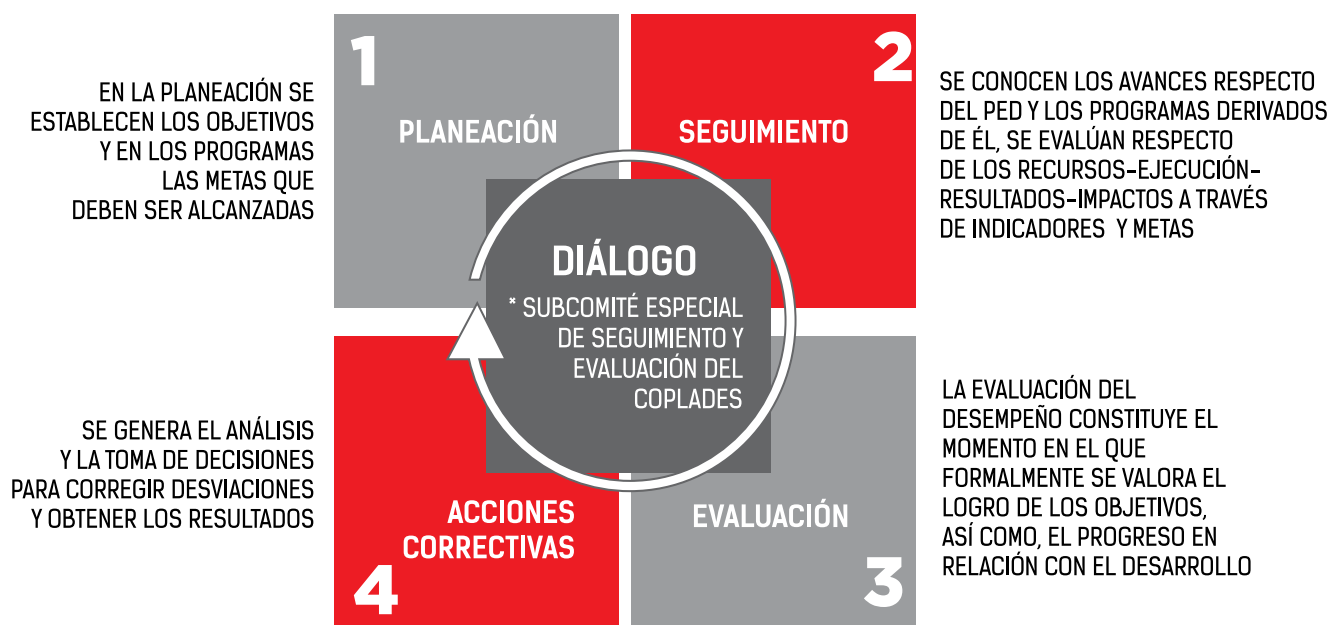 1
PLANEACIÓN
EN LA PLANEACIÓN SE
ESTABLECEN LOS OBJETIVOS
Y EN LOS PROGRAMAS
LAS METAS QUE
DEBEN SER ALCANZADAS
2
SEGUIMIENTO
SE CONOCEN LOS AVANCES RESPECTO
DEL PED Y LOS PROGRAMAS DERIVADOS
DE ÉL, SE EVALÚAN RESPECTO
DE LOS RECURSOS-EJECUCIÓN-
RESULTADOS-IMPACTOS A TRAVÉS
DE INDICADORES Y METAS
DIÁLOGO
* SUBCOMITÉ ESPECIAL
DE SEGUIMIENTO Y
EVALUACIÓN DEL
COPLADES
EVALUACIÓN
3
LA EVALUACIÓN DEL
DESEMPEÑO CONSTITUYE EL
MOMENTO EN EL QUE
FORMALMENTE SE VALORA EL
LOGRO DE LOS OBJETIVOS,
ASÍ COMO, EL PROGRESO EN
RELACIÓN CON EL DESARROLLO
ACCIONES
CORRECTIVAS
4
SE GENERA EL ANÁLISIS
Y LA TOMA DE DECISIONES
PARA CORREGIR DESVIACIONES
Y OBTENER LOS RESULTADOS